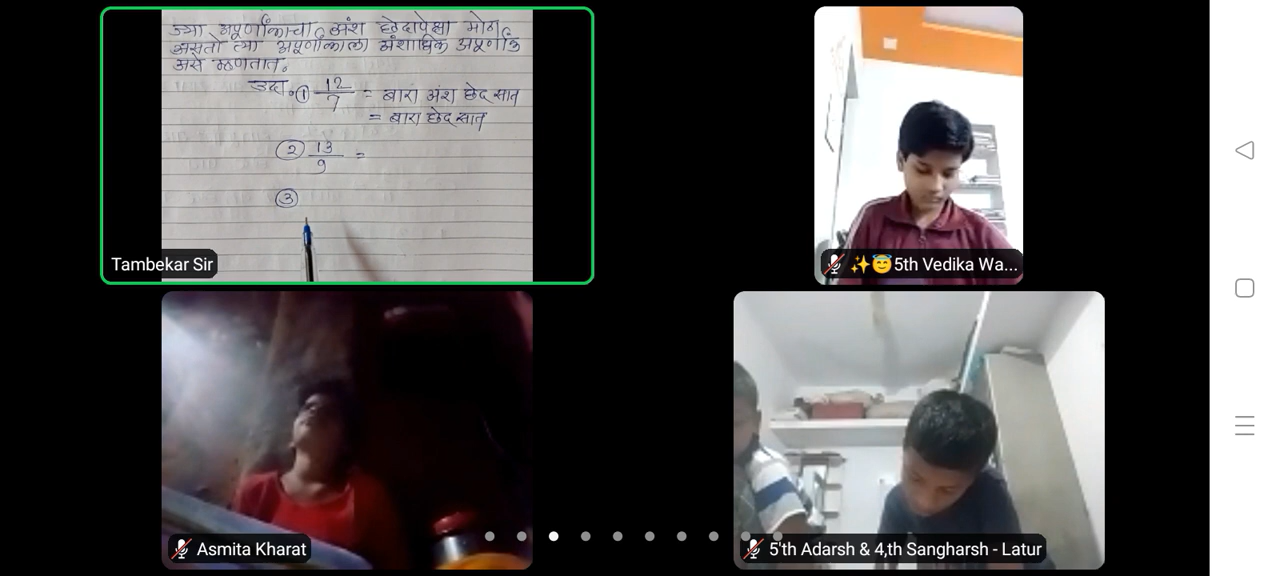 ज्या अपूर्णांकाचा अंश छेदापेक्षा मोठा
असतो त्या अपूर्णांकाला अंशाधिक अपूर्णांक
असे म्हणतात.
उदा. ① 12/7 = बारा अंश छेद सात
= बारा छेद सात
② 13/9 =
③
Tambekar Sir
✨😇5th Vedika Wa...
Asmita Kharat
5'th Adarsh & 4,th Sangharsh - Latur